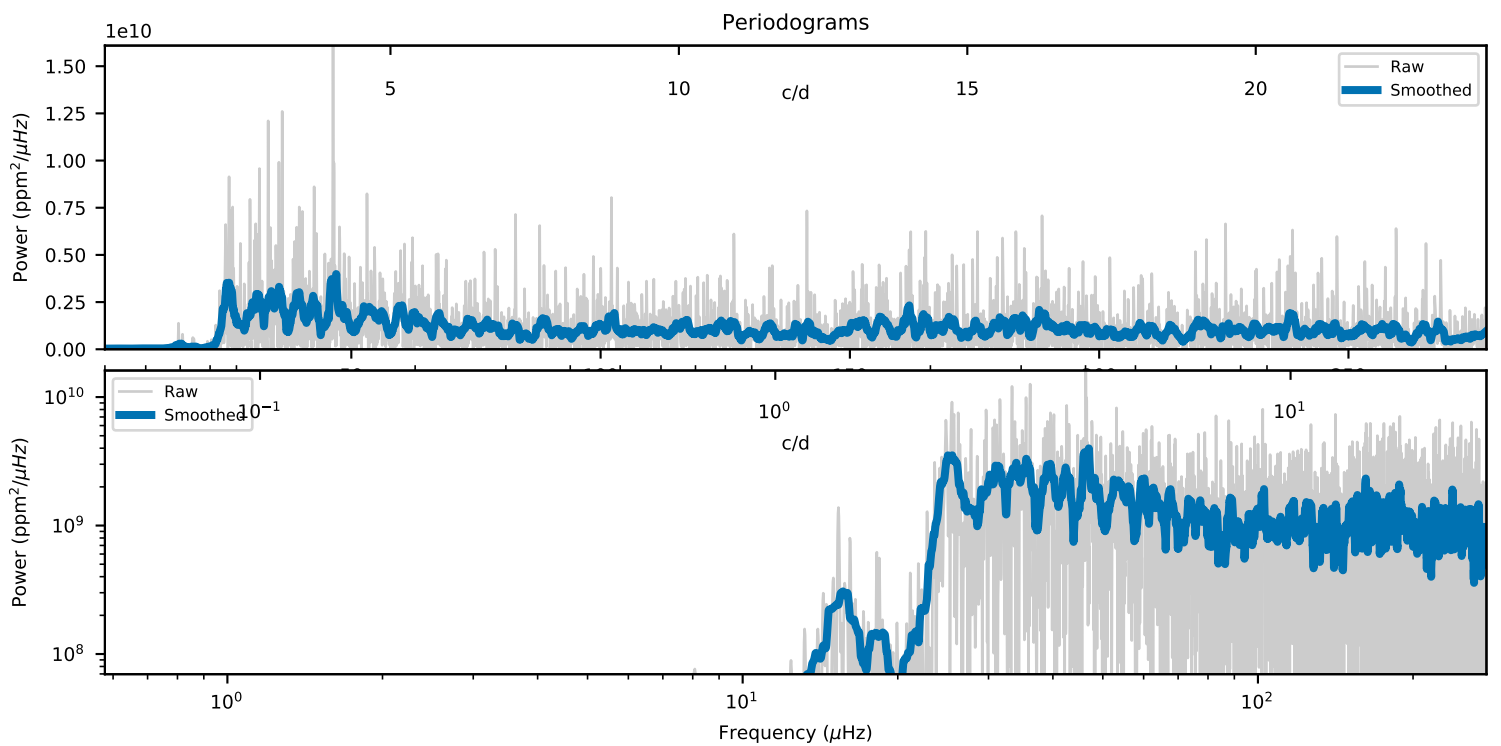 Periodograms
1e10
1.50
1.25
1.00
0.75
0.50
0.25
0.00
Power (ppm²/μHz)
5 10 15 20
c/d
Raw
Smoothed
10¹⁰
10⁹
10⁸
Power (ppm²/μHz)
Raw
Smoothed
10⁻¹ 10⁰ 10¹
c/d
10⁰ 10¹ 10²
Frequency (μHz)